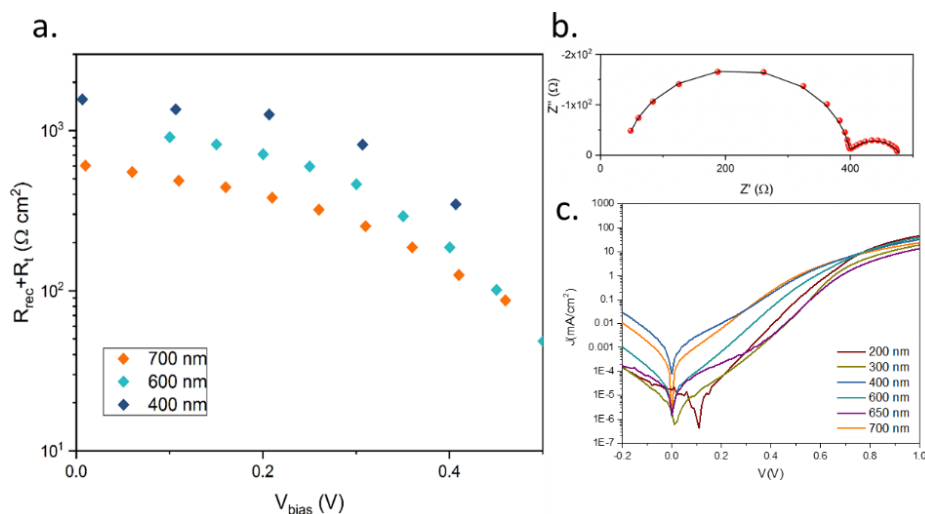 a.
R_rec+R_t (Ω cm²)
10³
10²
10¹
0.0
0.2
0.4
V_bias (V)
700 nm
600 nm
400 nm
b.
Z'' (Ω)
-2x10²
-1x10²
0
0
200
400
Z' (Ω)
c.
J(mA/cm²)
1000
100
10
1
0.1
0.01
0.001
1E-4
1E-5
1E-6
1E-7
-0.2
0.0
0.2
0.4
0.6
0.8
1.0
V(V)
200 nm
300 nm
400 nm
600 nm
650 nm
700 nm